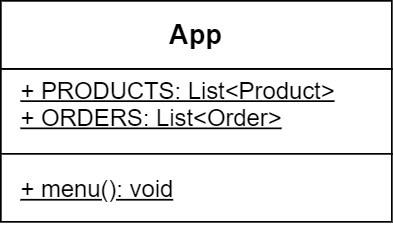 App
+ PRODUCTS: List<Product>
+ ORDERS: List<Order>
+ menu(): void